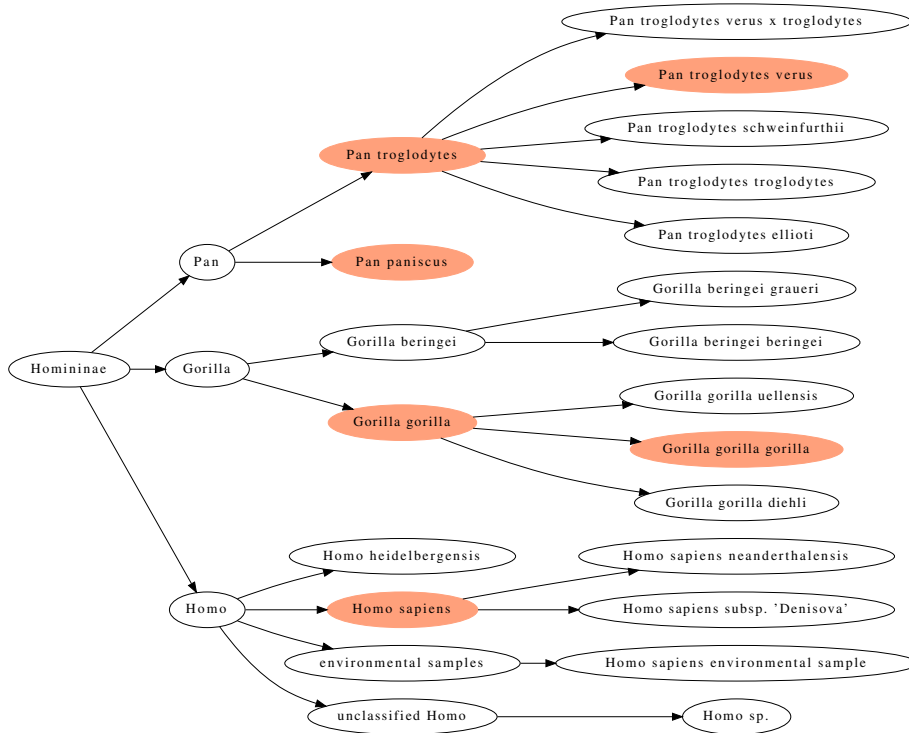 Pan troglodytes verus x troglodytes
Pan troglodytes verus
Pan troglodytes schweinfurthii
Pan troglodytes
Pan troglodytes troglodytes
Pan troglodytes ellioti
Pan
Pan paniscus
Gorilla beringei graueri
Gorilla beringei
Gorilla beringei beringei
Homininae
Gorilla
Gorilla gorilla uellensis
Gorilla gorilla
Gorilla gorilla gorilla
Gorilla gorilla diehli
Homo heidelbergensis
Homo sapiens neanderthalensis
Homo
Homo sapiens
Homo sapiens subsp. 'Denisova'
environmental samples
Homo sapiens environmental sample
unclassified Homo
Homo sp.